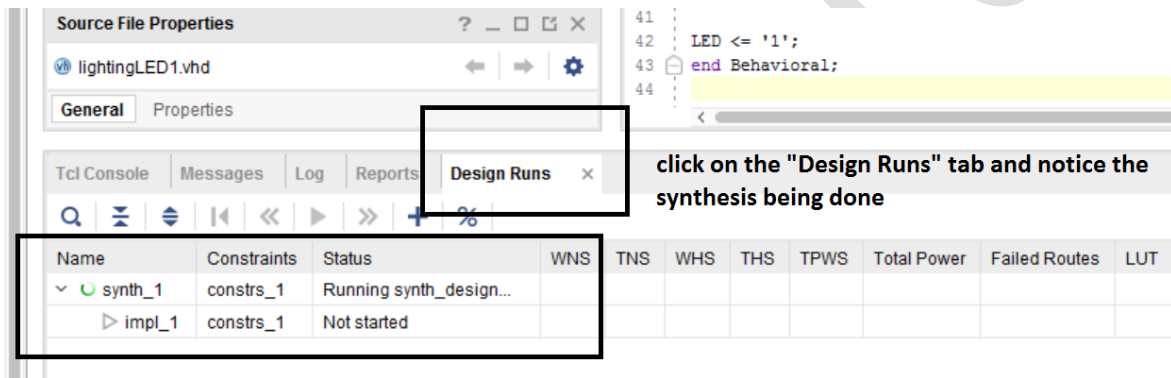 Source File Properties
?
lightingLED1.vhd
General Properties
41
42 LED <= '1';
43 end Behavioral;
44
Tcl Console Messages Log Reports Design Runs ×
click on the "Design Runs" tab and notice the
synthesis being done
%
Name Constraints Status WNS TNS WHS THS TPWS Total Power Failed Routes LUT
synth_1 constrs_1 Running synth_design...
impl_1 constrs_1 Not started